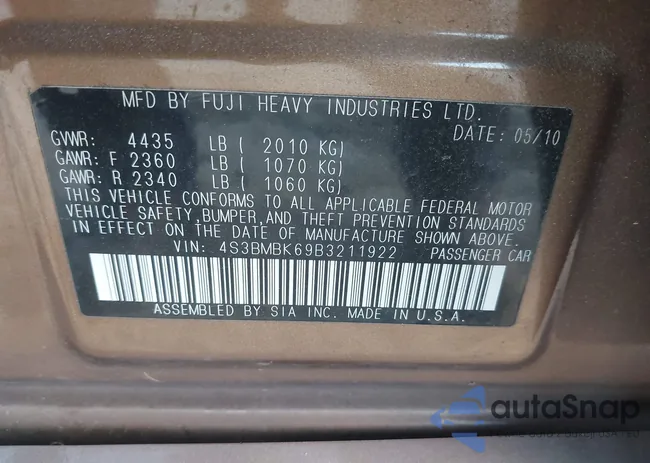 MFD BY FUJI HEAVY INDUSTRIES LTD.
DATE: 05/10
GVWR: 4435 LB ( 2010 KG)
GAWR: F 2360 LB ( 1070 KG)
GAWR: R 2340 LB ( 1060 KG)
THIS VEHICLE CONFORMS TO ALL APPLICABLE FEDERAL MOTOR
VEHICLE SAFETY, BUMPER, AND THEFT PREVENTION STANDARDS
IN EFFECT ON THE DATE OF MANUFACTURE SHOWN ABOVE.
VIN: 4S3BMBK69B3211922 PASSENGER CAR
ASSEMBLED BY SIA INC. MADE IN U.S.A.
autaSnap